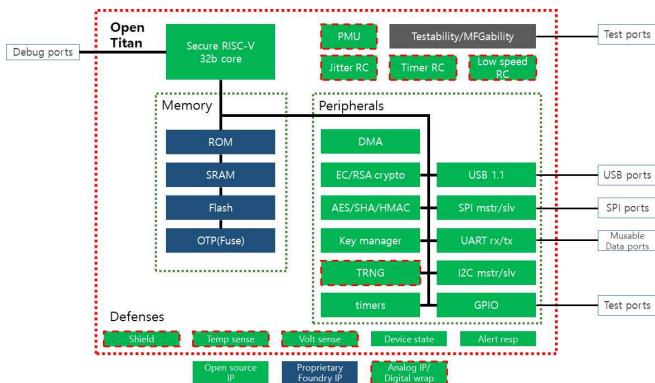 Open
Titan
Secure RISC-V
32b core
PMU
Testability/MFGability
Test ports
Debug ports
Jitter RC
Timer RC
Low speed
RC
Memory
Peripherals
ROM
SRAM
Flash
OTP(Fuse)
DMA
EC/RSA crypto
USB 1.1
USB ports
AES/SHA/HMAC
SPI mstr/slv
SPI ports
Key manager
UART rx/tx
Muxable
Data ports
TRNG
I2C mstr/slv
timers
GPIO
Test ports
Defenses
Shield
Temp sense
Volt sense
Device state
Alert resp
Open source
IP
Proprietary
Foundry IP
Analog IP/
Digital wrap